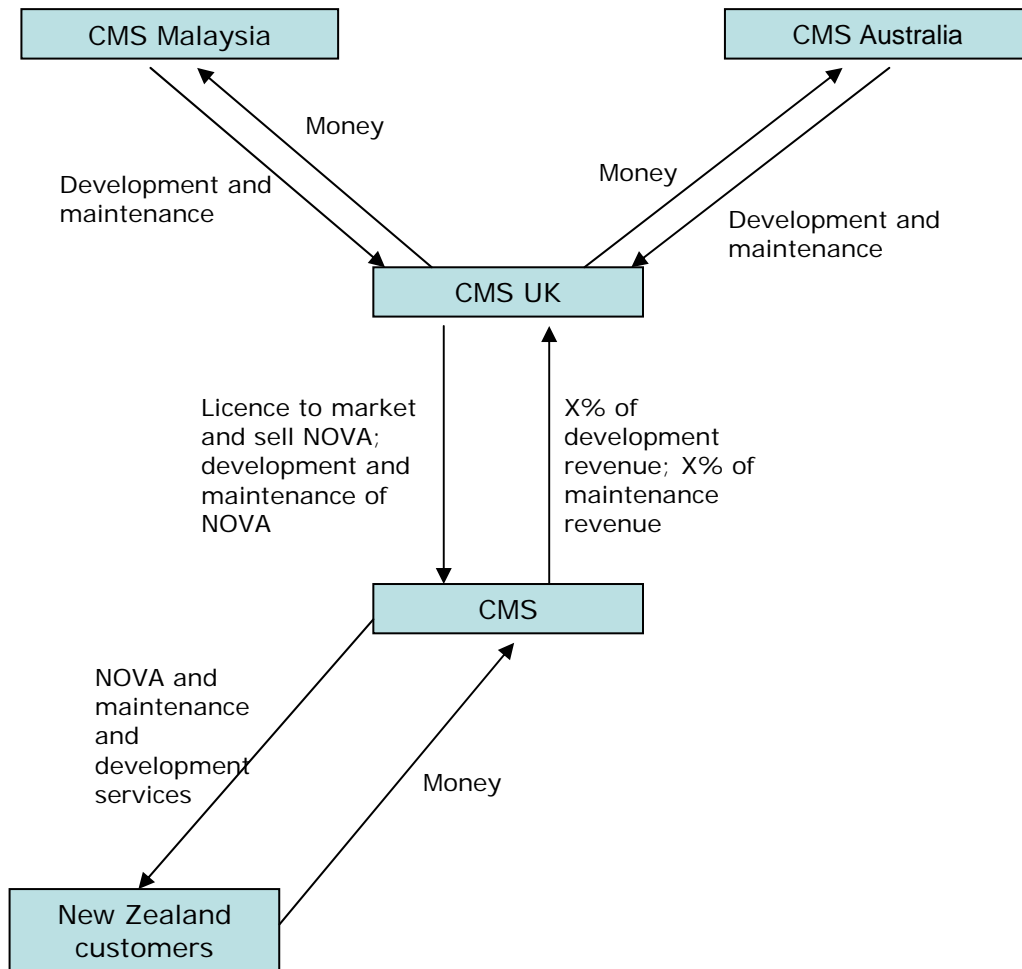 CMS Malaysia
CMS Australia
Money
Money
Development and
maintenance
Development and
maintenance
CMS UK
Licence to market
and sell NOVA;
development and
maintenance of
NOVA
X% of
development
revenue; X% of
maintenance
revenue
CMS
NOVA and
maintenance
and
development
services
Money
New Zealand
customers